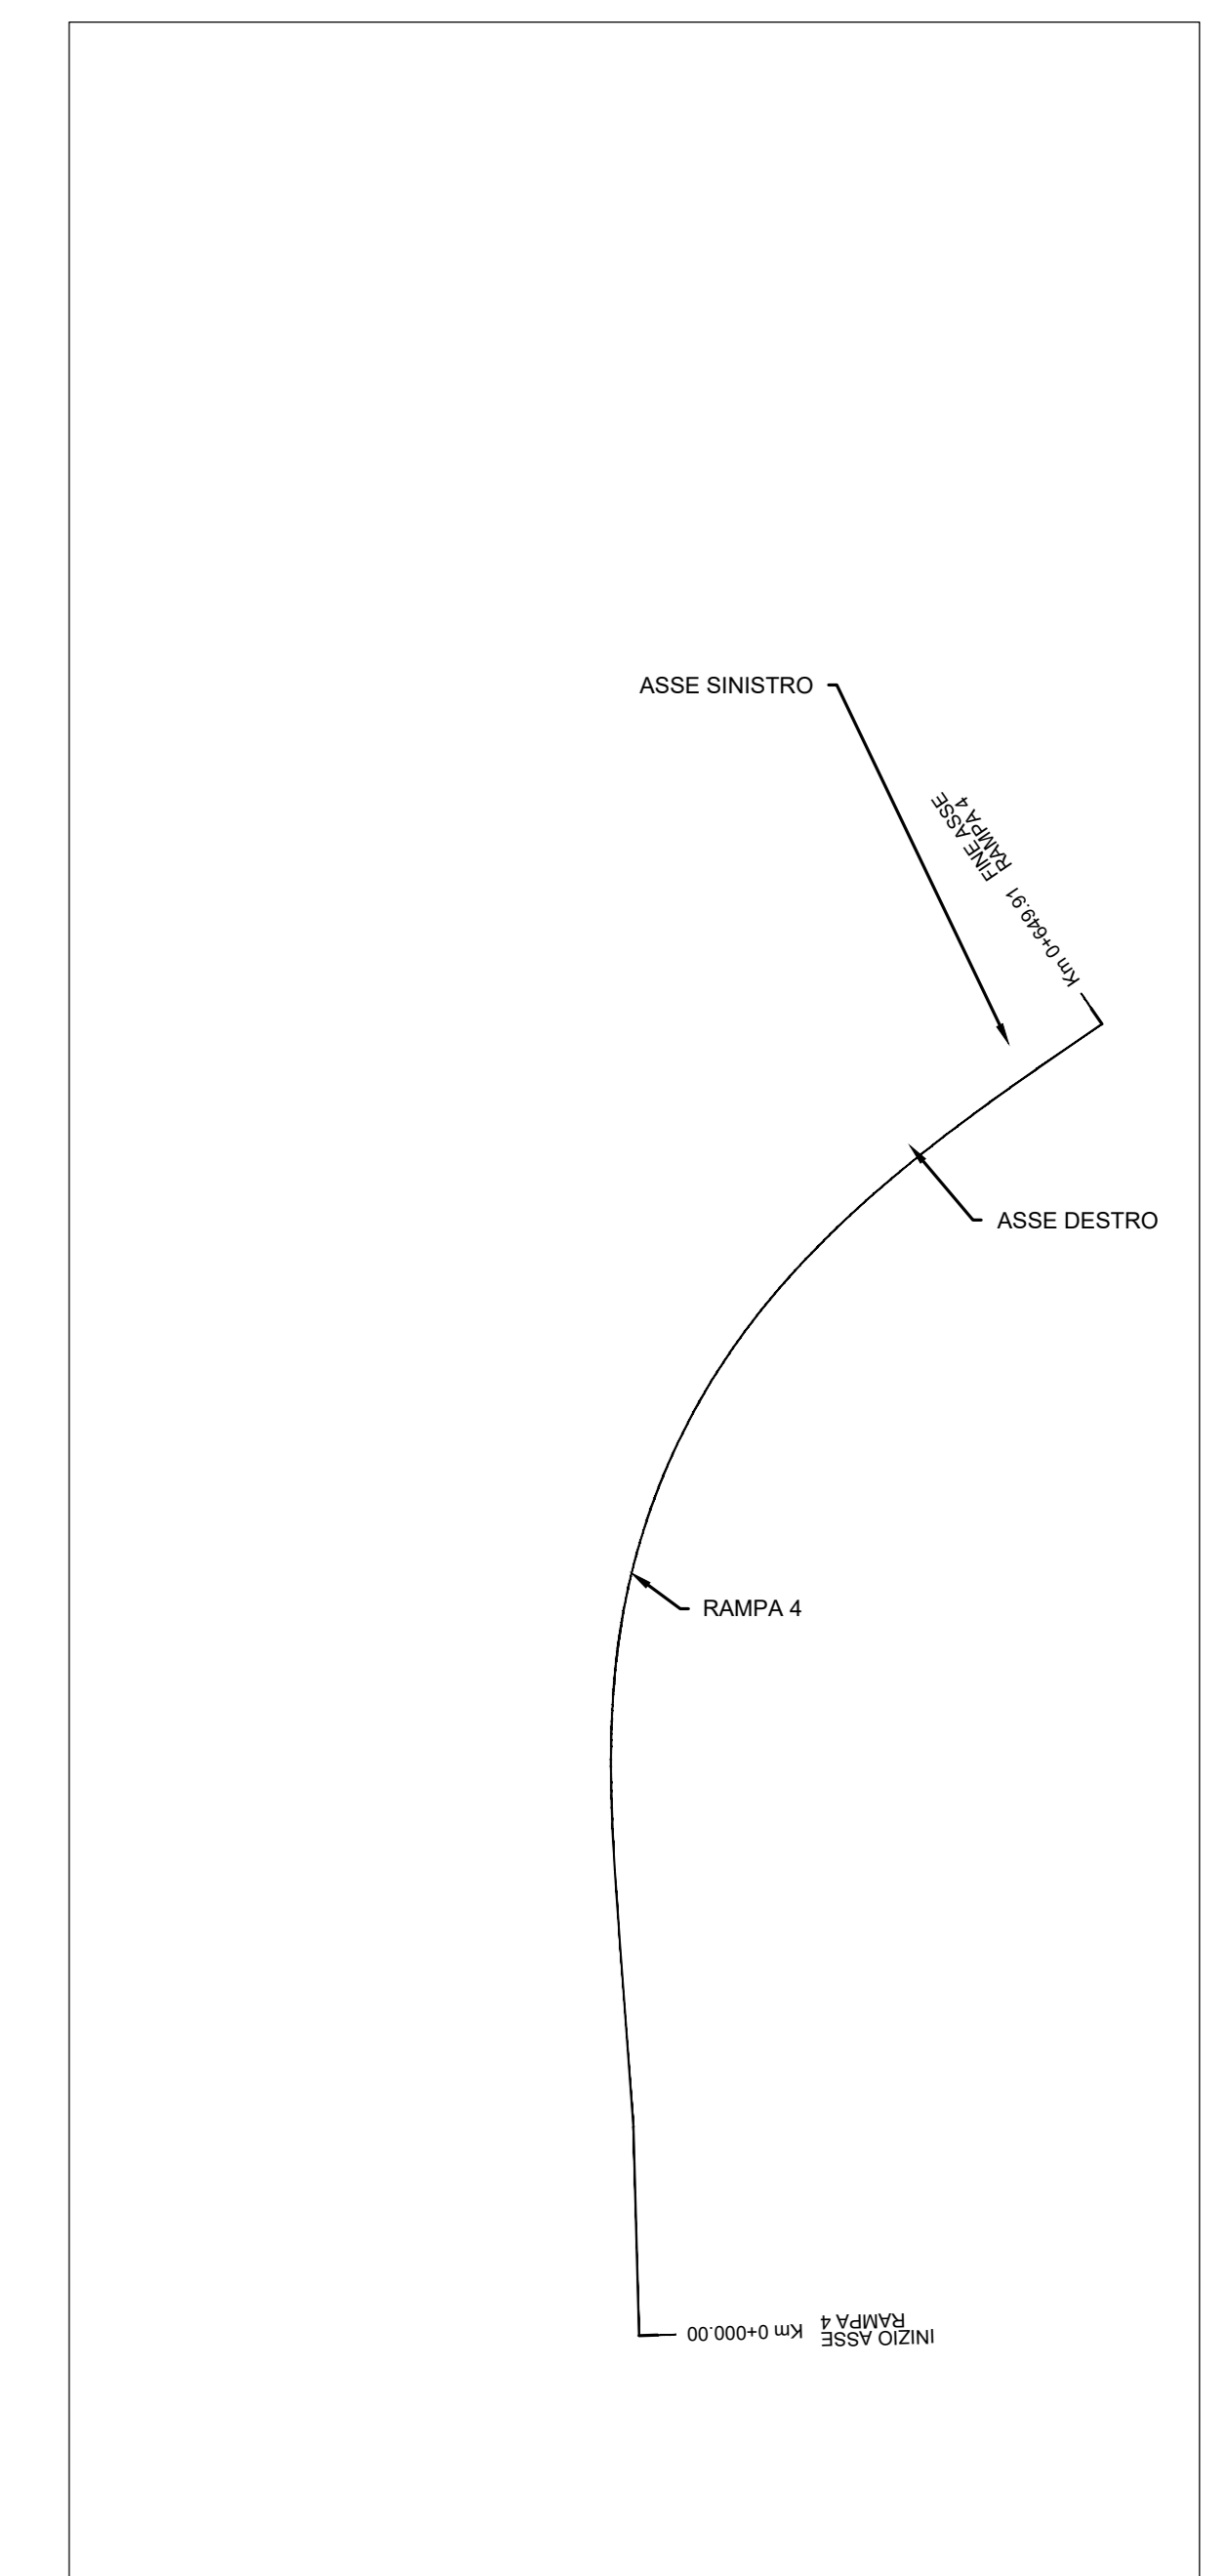 ASSE SINISTRO
FINE ASSE
RAMPA 4
Km 0+649.91
ASSE DESTRO
RAMPA 4
INIZIO ASSE
RAMPA 4
Km 0+000.00